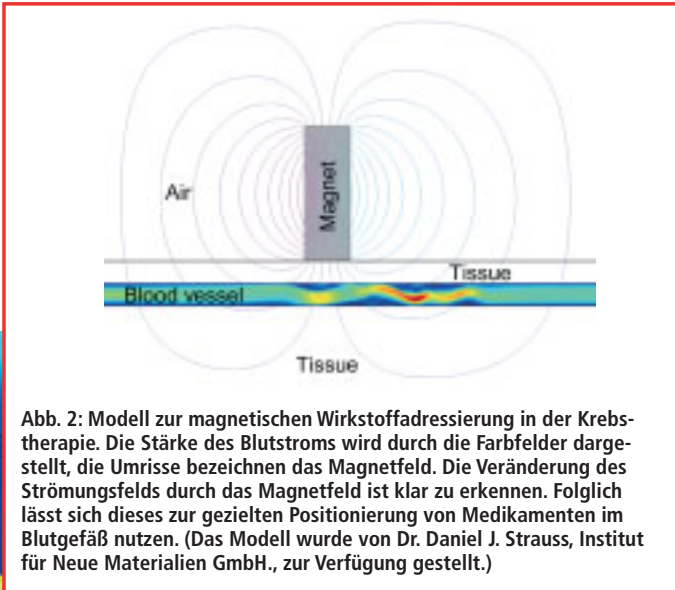 Magnet
Air
Tissue
Blood vessel
Tissue
Abb. 2: Modell zur magnetischen Wirkstoffadressierung in der Krebs-
therapie. Die Stärke des Blutstroms wird durch die Farbfelder darge-
stellt, die Umrisse bezeichnen das Magnetfeld. Die Veränderung des
Strömungsfelds durch das Magnetfeld ist klar zu erkennen. Folglich
lässt sich dieses zur gezielten Positionierung von Medikamenten im
Blutgefäß nutzen. (Das Modell wurde von Dr. Daniel J. Strauss, Institut
für Neue Materialien GmbH., zur Verfügung gestellt.)